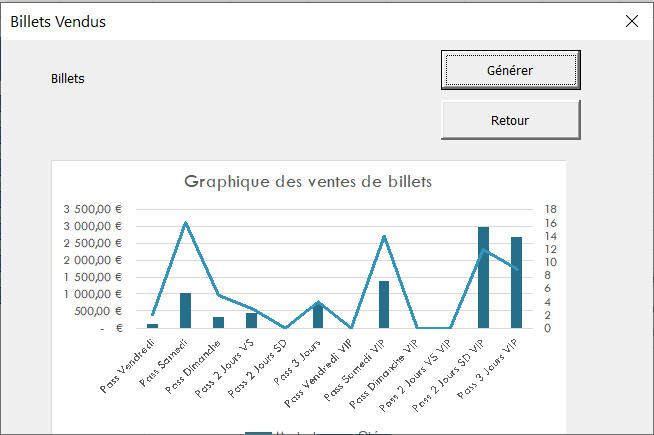 Billets Vendus
Billets
Générer
Retour
Graphique des ventes de billets
3 500,00 €
3 000,00 €
2 500,00 €
2 000,00 €
1 500,00 €
1 000,00 €
500,00 €
- €
18
16
14
12
10
8
6
4
2
0
Pass Vendredi
Pass Samedi
Pass Dimanche
Pass 2 Jours VS
Pass 2 Jours SD
Pass 3 Jours
Pass Vendredi VIP
Pass Samedi VIP
Pass Dimanche VIP
Pass 2 Jours VS VIP
Pass 2 Jours SD VIP
Pass 3 Jours VIP